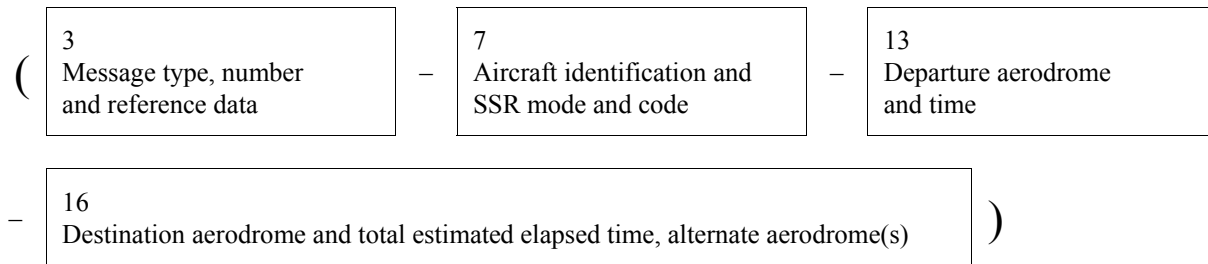 3
Message type, number
and reference data
(
–
7
Aircraft identification and
SSR mode and code
–
13
Departure aerodrome
and time
–
16
Destination aerodrome and total estimated elapsed time, alternate aerodrome(s)
)